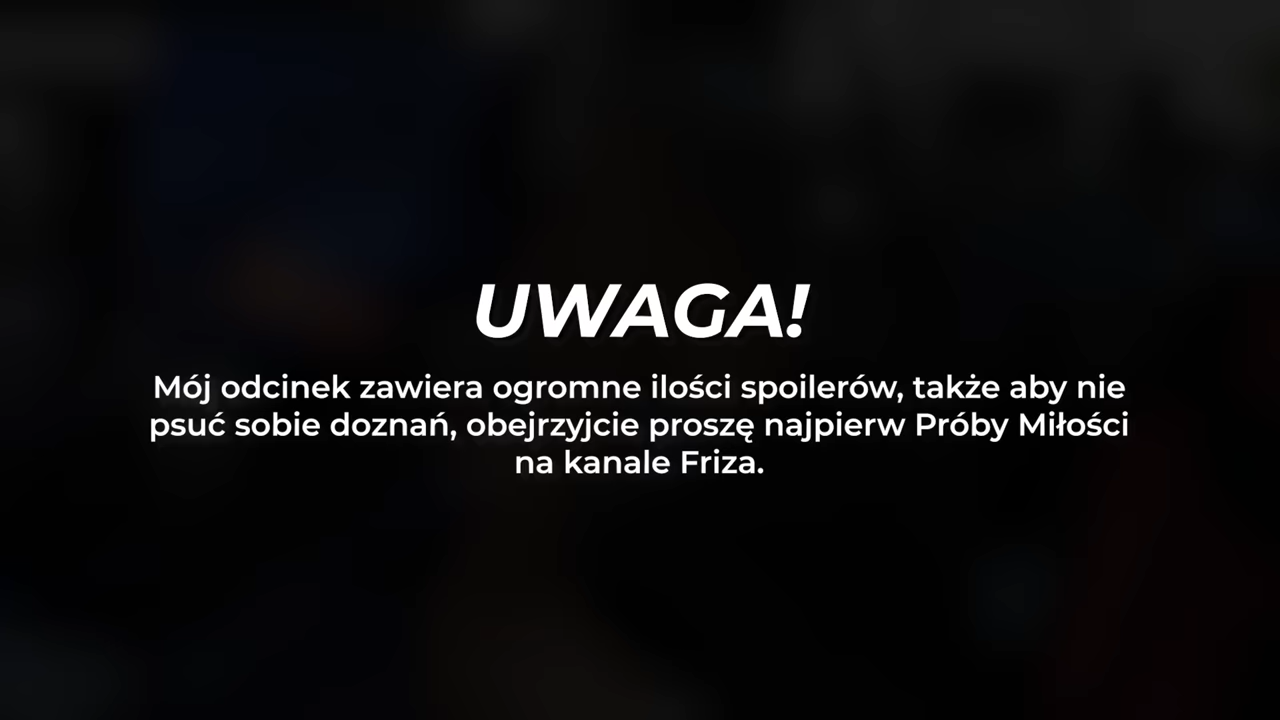 UWAGA!
Mój odcinek zawiera ogromne ilości spoilerów, także aby nie
psuć sobie doznań, obejrzyjcie proszę najpierw Próby Miłości
na kanale Friza.